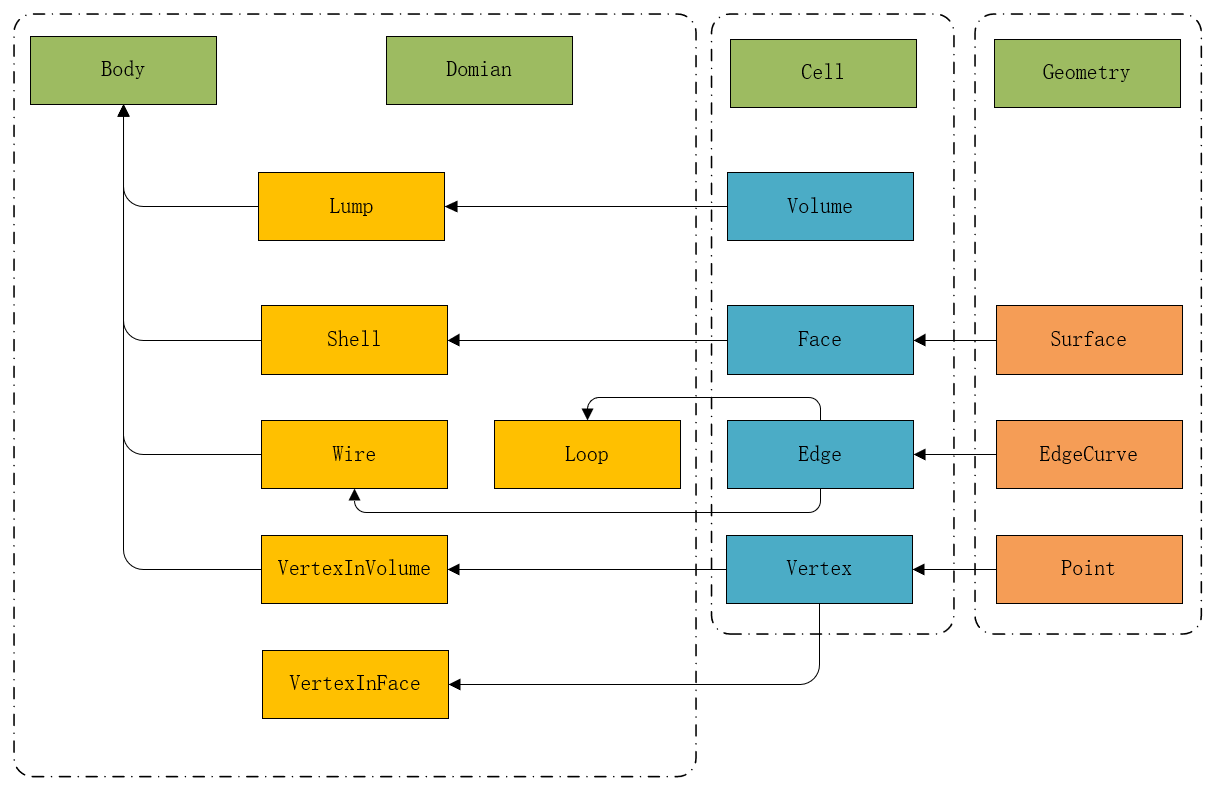 Body
Domian
Cell
Geometry
Lump
Volume
Shell
Face
Surface
Wire
Loop
Edge
EdgeCurve
VertexInVolume
Vertex
Point
VertexInFace